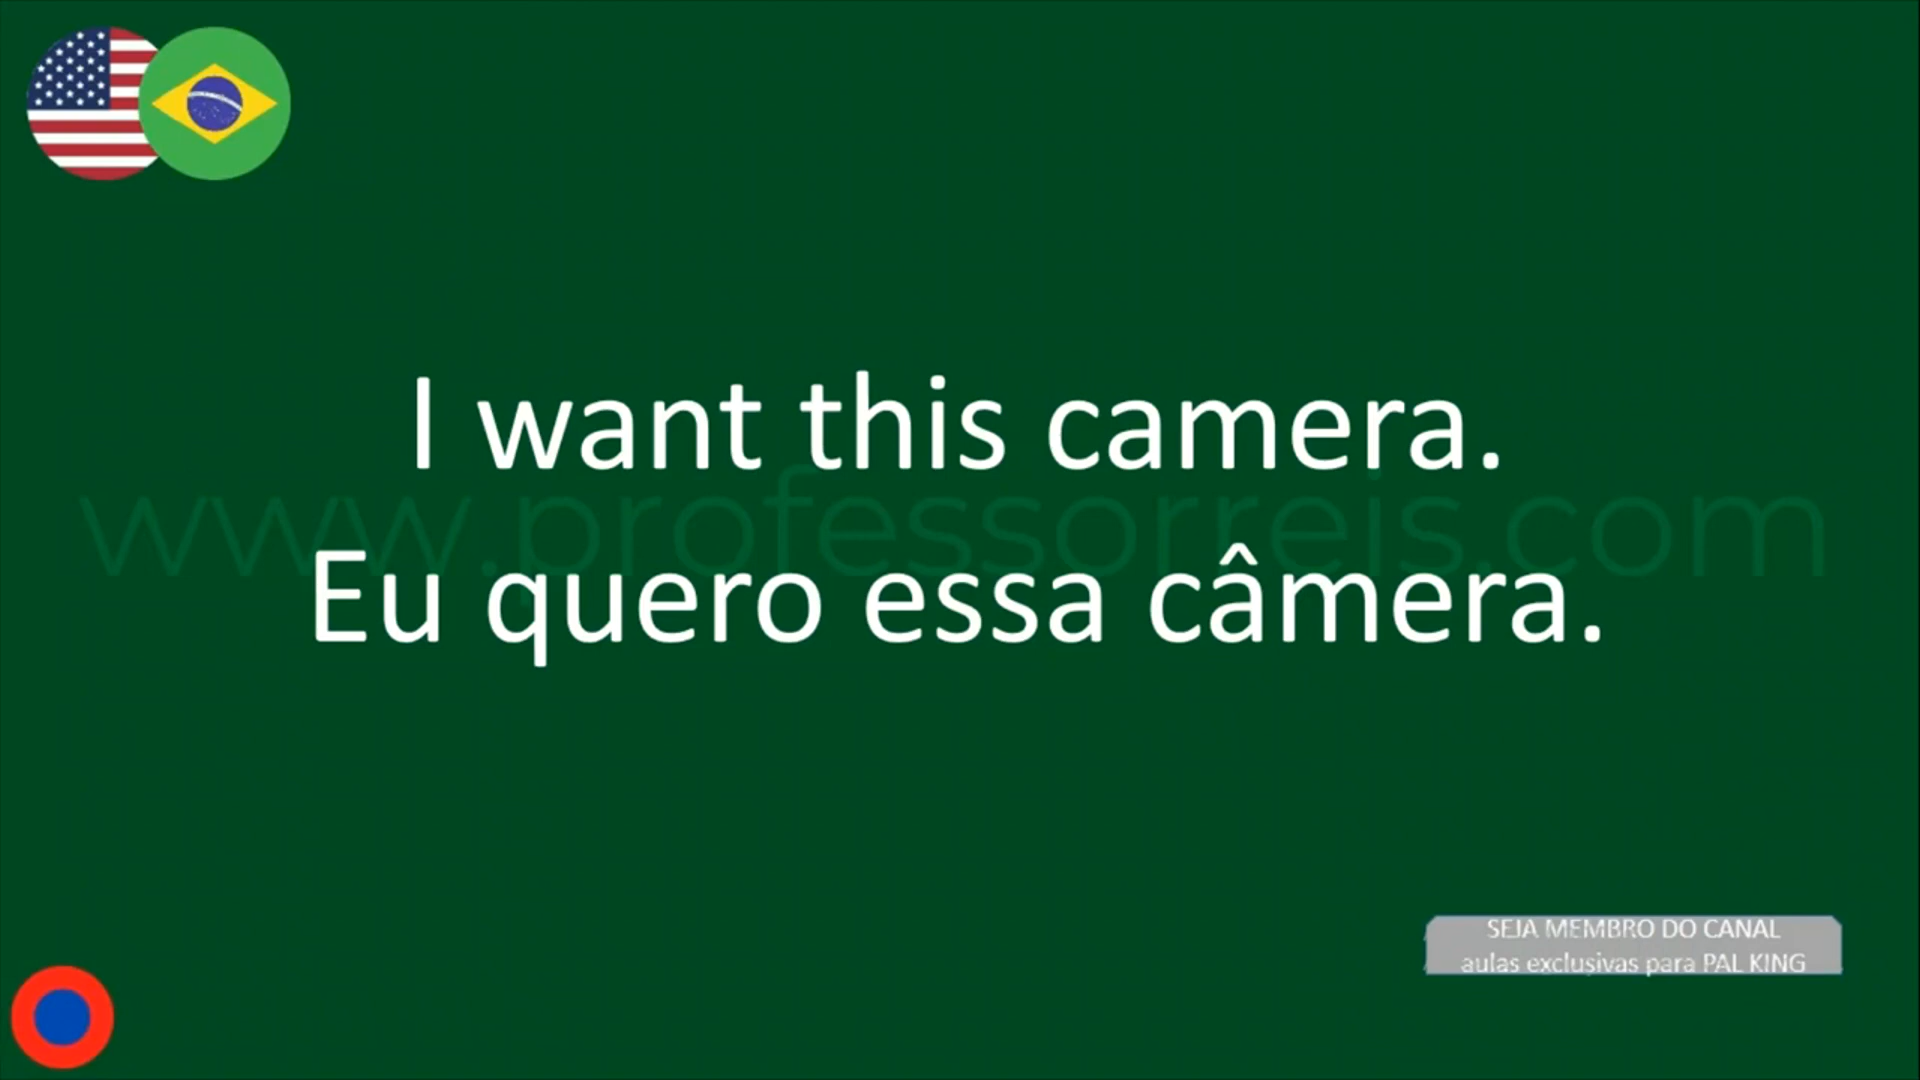 I want this camera.
www.professorreis.com
Eu quero essa câmera.
SEJA MEMBRO DO CANAL
aulas exclusivas para PAL KING